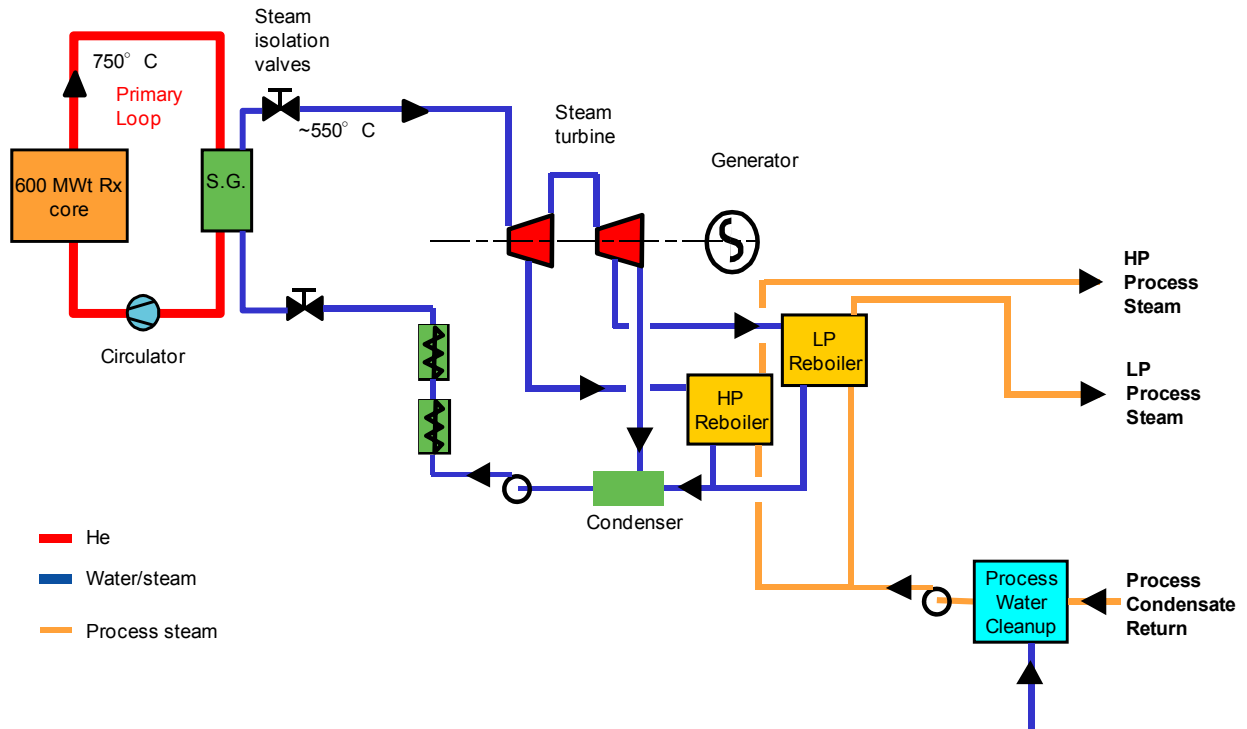 Steam
isolation
valves
750° C
Primary
Loop
~550° C
Steam
turbine
Generator
600 MWt Rx
core
S.G.
Circulator
HP
Process
Steam
LP
Reboiler
LP
Process
Steam
HP
Reboiler
Condenser
He
Water/steam
Process steam
Process
Water
Cleanup
Process
Condensate
Return